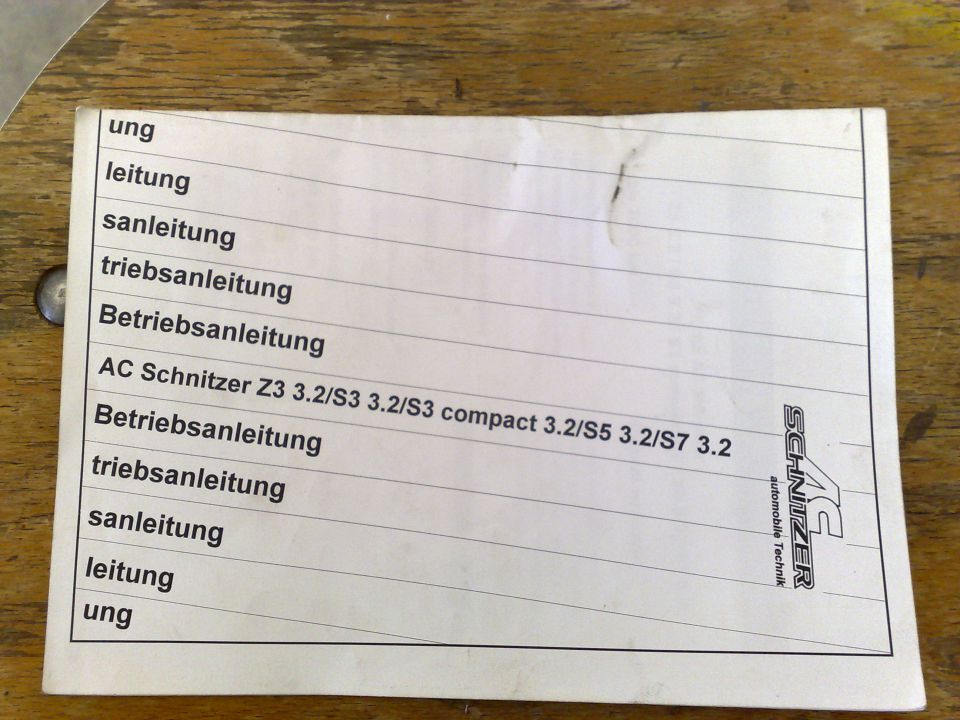 ung
leitung
sanleitung
triebsanleitung
Betriebsanleitung
AC Schnitzer Z3 3.2/S3 3.2/S3 compact 3.2/S5 3.2/S7 3.2
Betriebsanleitung
triebsanleitung
sanleitung
leitung
ung
AC
SCHNITZER
automobile Technik